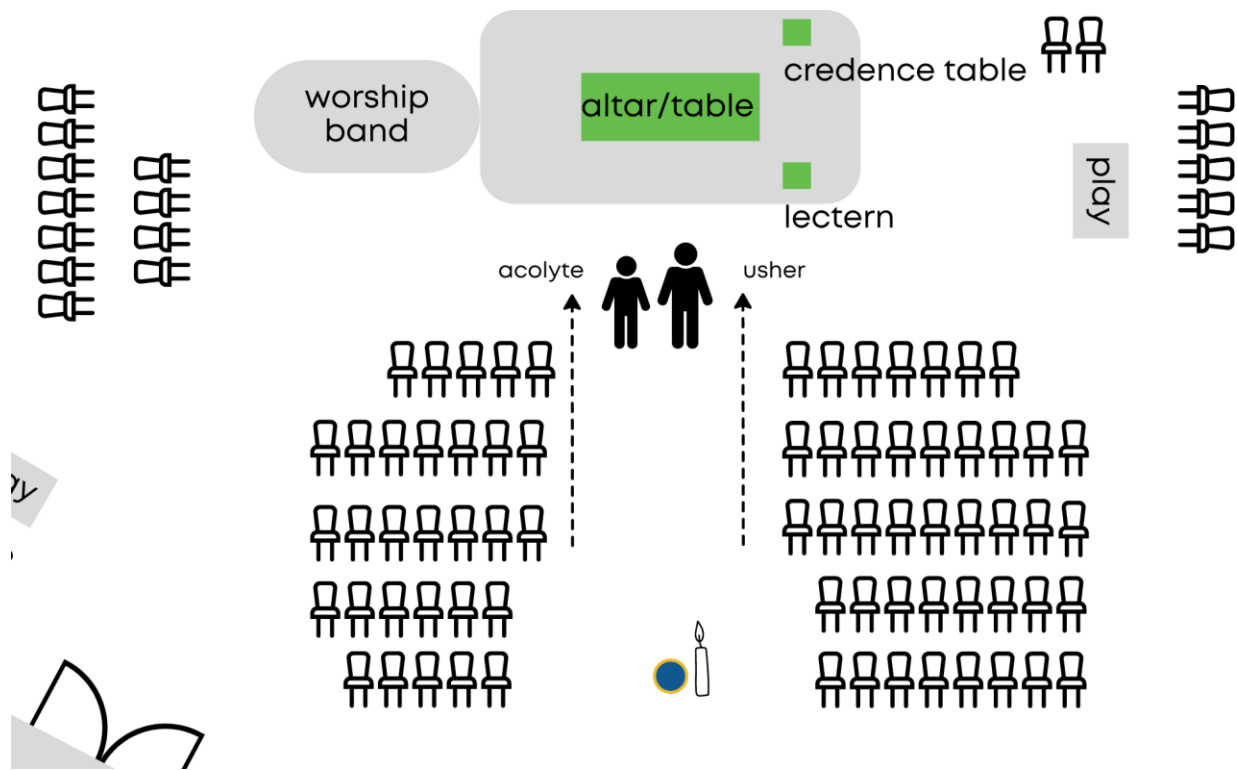 worship
band
altar/table
credence table
play
lectern
acolyte
usher